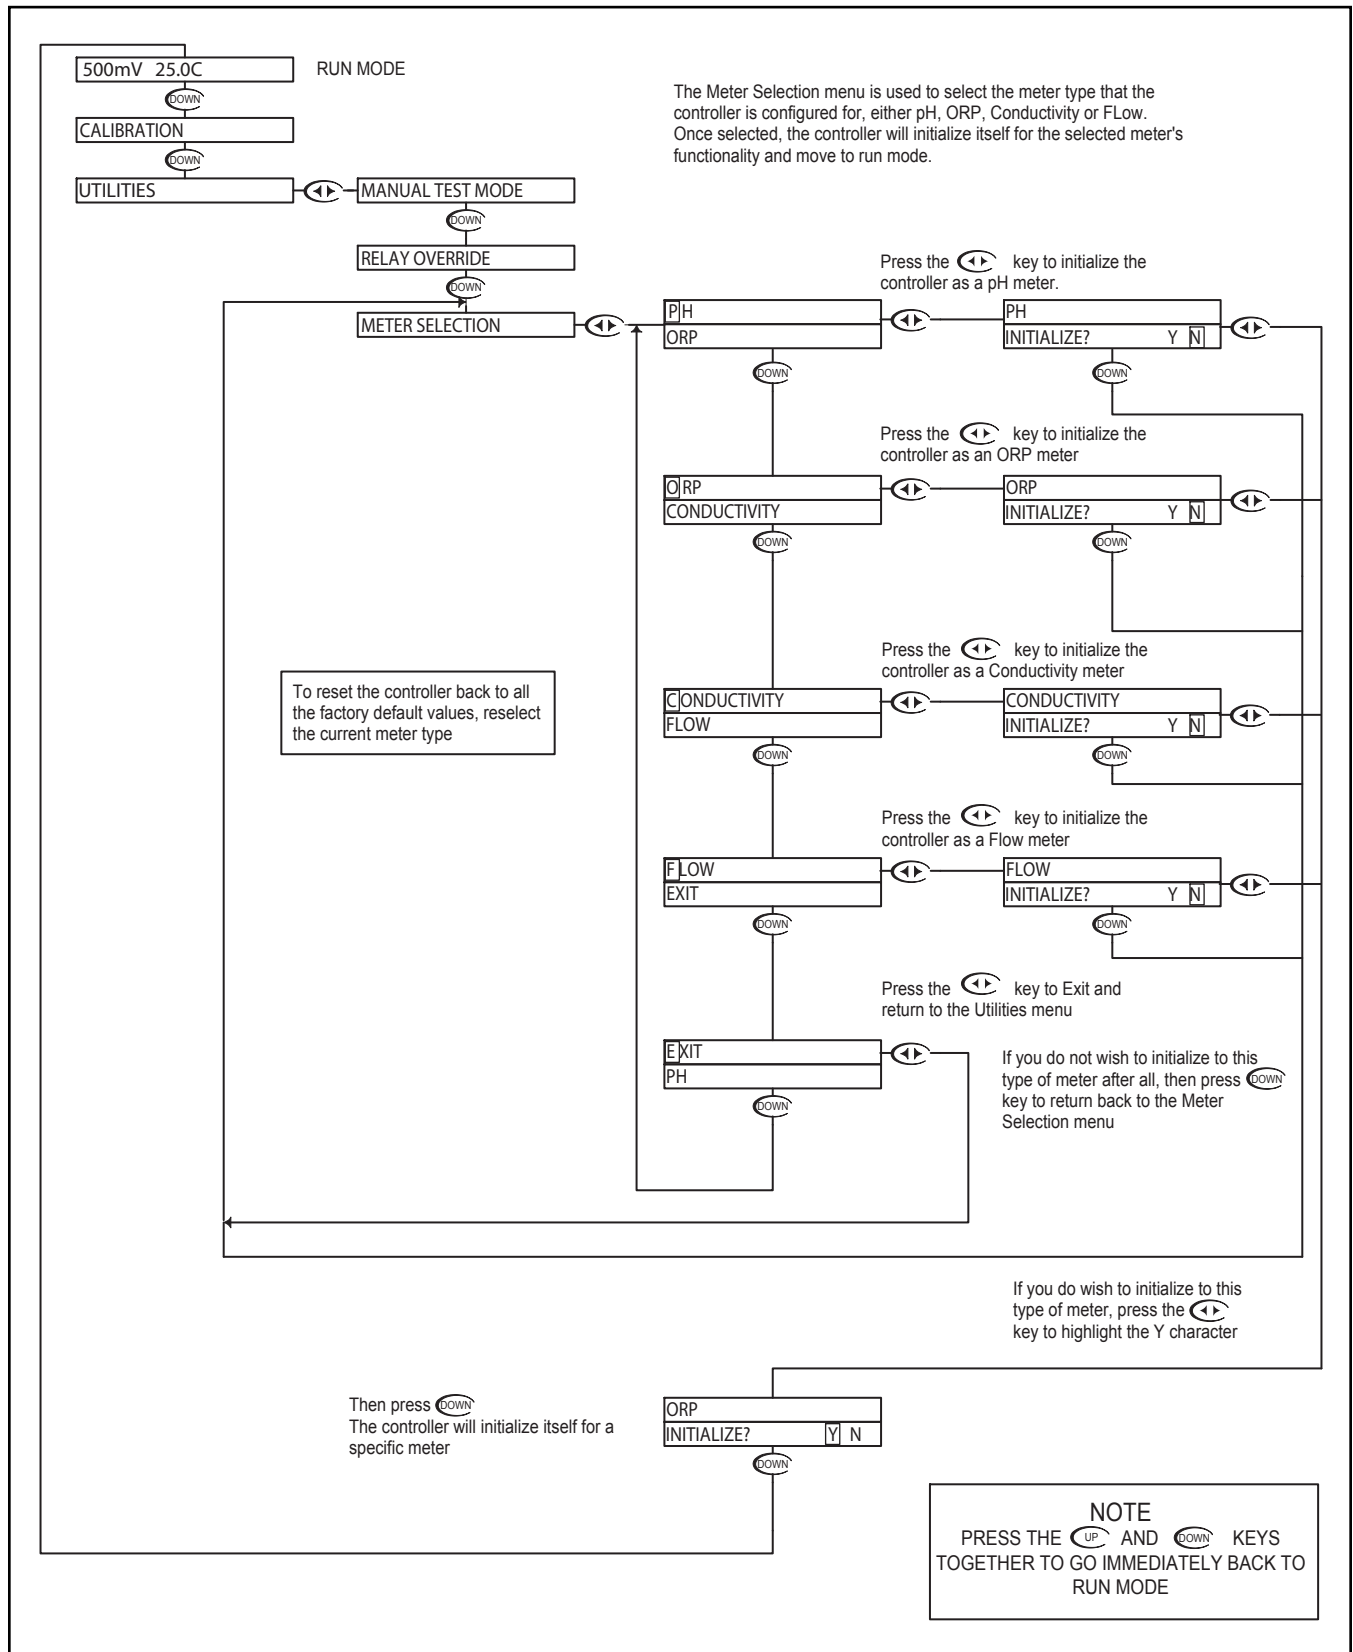 500mV 25.0C
RUN MODE
The Meter Selection menu is used to select the meter type that the
controller is configured for, either pH, ORP, Conductivity or FLow.
Once selected, the controller will initialize itself for the selected meter's
functionality and move to run mode.
DOWN
CALIBRATION
DOWN
UTILITIES
MANUAL TEST MODE
DOWN
RELAY OVERRIDE
DOWN
METER SELECTION
Press the key to initialize the
controller as a pH meter.
PH
ORP
PH
INITIALIZE? Y N
DOWN
DOWN
Press the key to initialize the
controller as an ORP meter
ORP
CONDUCTIVITY
ORP
INITIALIZE? Y N
DOWN
DOWN
Press the key to initialize the
controller as a Conductivity meter
To reset the controller back to all
the factory default values, reselect
the current meter type
CONDUCTIVITY
FLOW
CONDUCTIVITY
INITIALIZE? Y N
DOWN
DOWN
Press the key to initialize the
controller as a Flow meter
FLOW
EXIT
FLOW
INITIALIZE? Y N
DOWN
DOWN
Press the key to Exit and
return to the Utilities menu
EXIT
PH
DOWN
If you do not wish to initialize to this
type of meter after all, then press DOWN
key to return back to the Meter
Selection menu
If you do wish to initialize to this
type of meter, press the
key to highlight the Y character
Then press DOWN
The controller will initialize itself for a
specific meter
ORP
INITIALIZE? Y N
DOWN
NOTE
PRESS THE UP AND DOWN KEYS
TOGETHER TO GO IMMEDIATELY BACK TO
RUN MODE